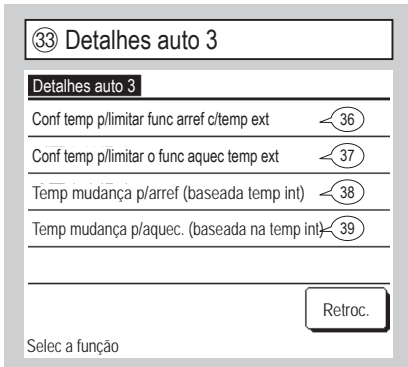 ㉝ Detalhes auto 3
Detalhes auto 3
Conf temp p/limitar func arref c/temp ext 36
Conf temp p/limitar o func aquec temp ext 37
Temp mudança p/arref (baseada temp int) 38
Temp mudança p/aquec. (baseada na temp int) 39
Retroc.
Selec a função